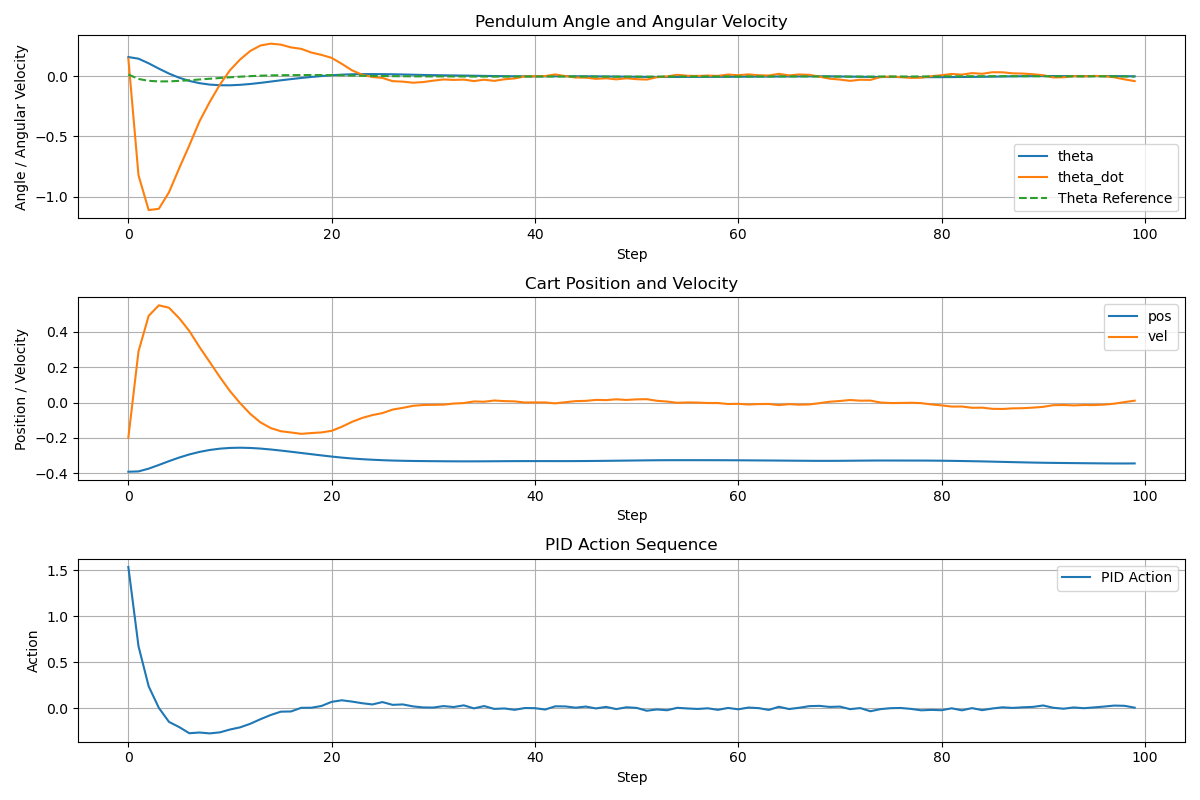 Pendulum Angle and Angular Velocity
Angle / Angular Velocity
0.0
−0.5
−1.0
theta
theta_dot
Theta Reference
0 20 40 60 80 100
Step
Cart Position and Velocity
Position / Velocity
0.4
0.2
0.0
−0.2
−0.4
pos
vel
0 20 40 60 80 100
Step
PID Action Sequence
Action
1.5
1.0
0.5
0.0
PID Action
0 20 40 60 80 100
Step